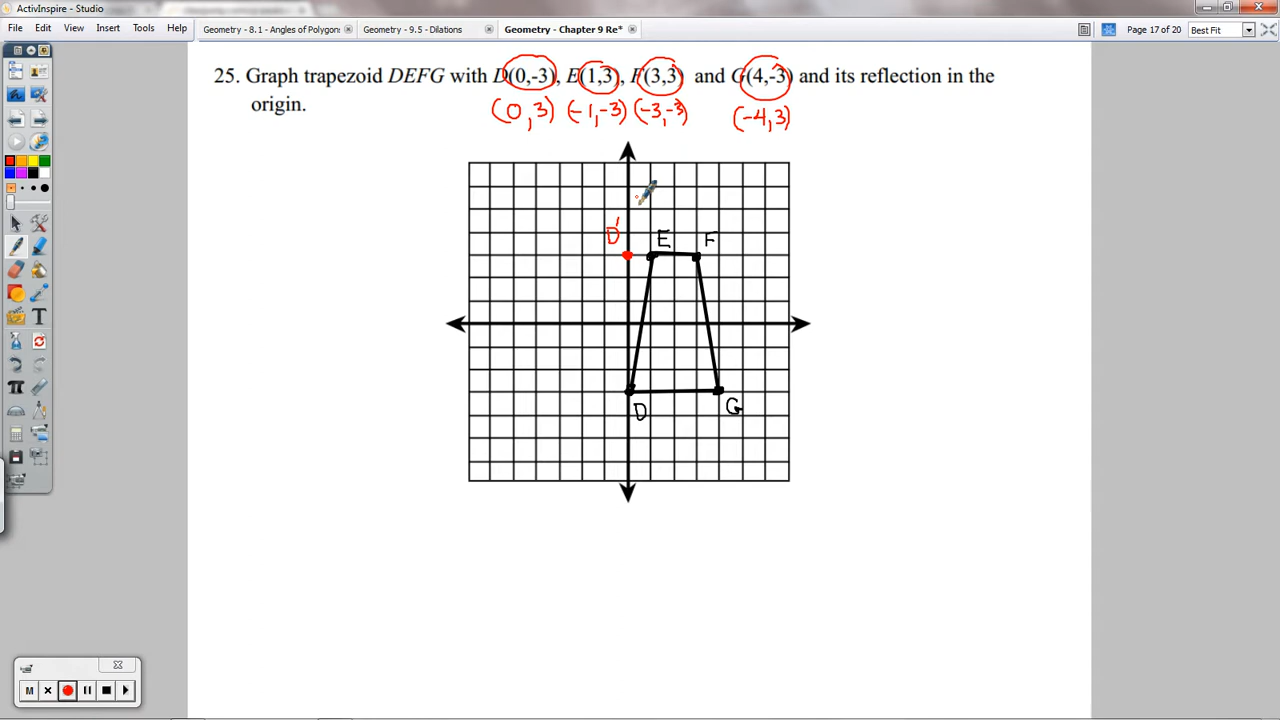 ActivInspire - Studio
File Edit View Insert Tools Help
Geometry - 8.1 - Angles of Polygon:
Geometry - 9.5 - Dilations
Geometry - Chapter 9 Re*
Page 17 of 20
Best Fit
25. Graph trapezoid DEFG with D(0,-3), E(1,3), F(3,3) and G(4,-3) and its reflection in the
origin.
(0,3) (-1,-3) (-3,-3) (-4,3)
D' E F
D G
T
M